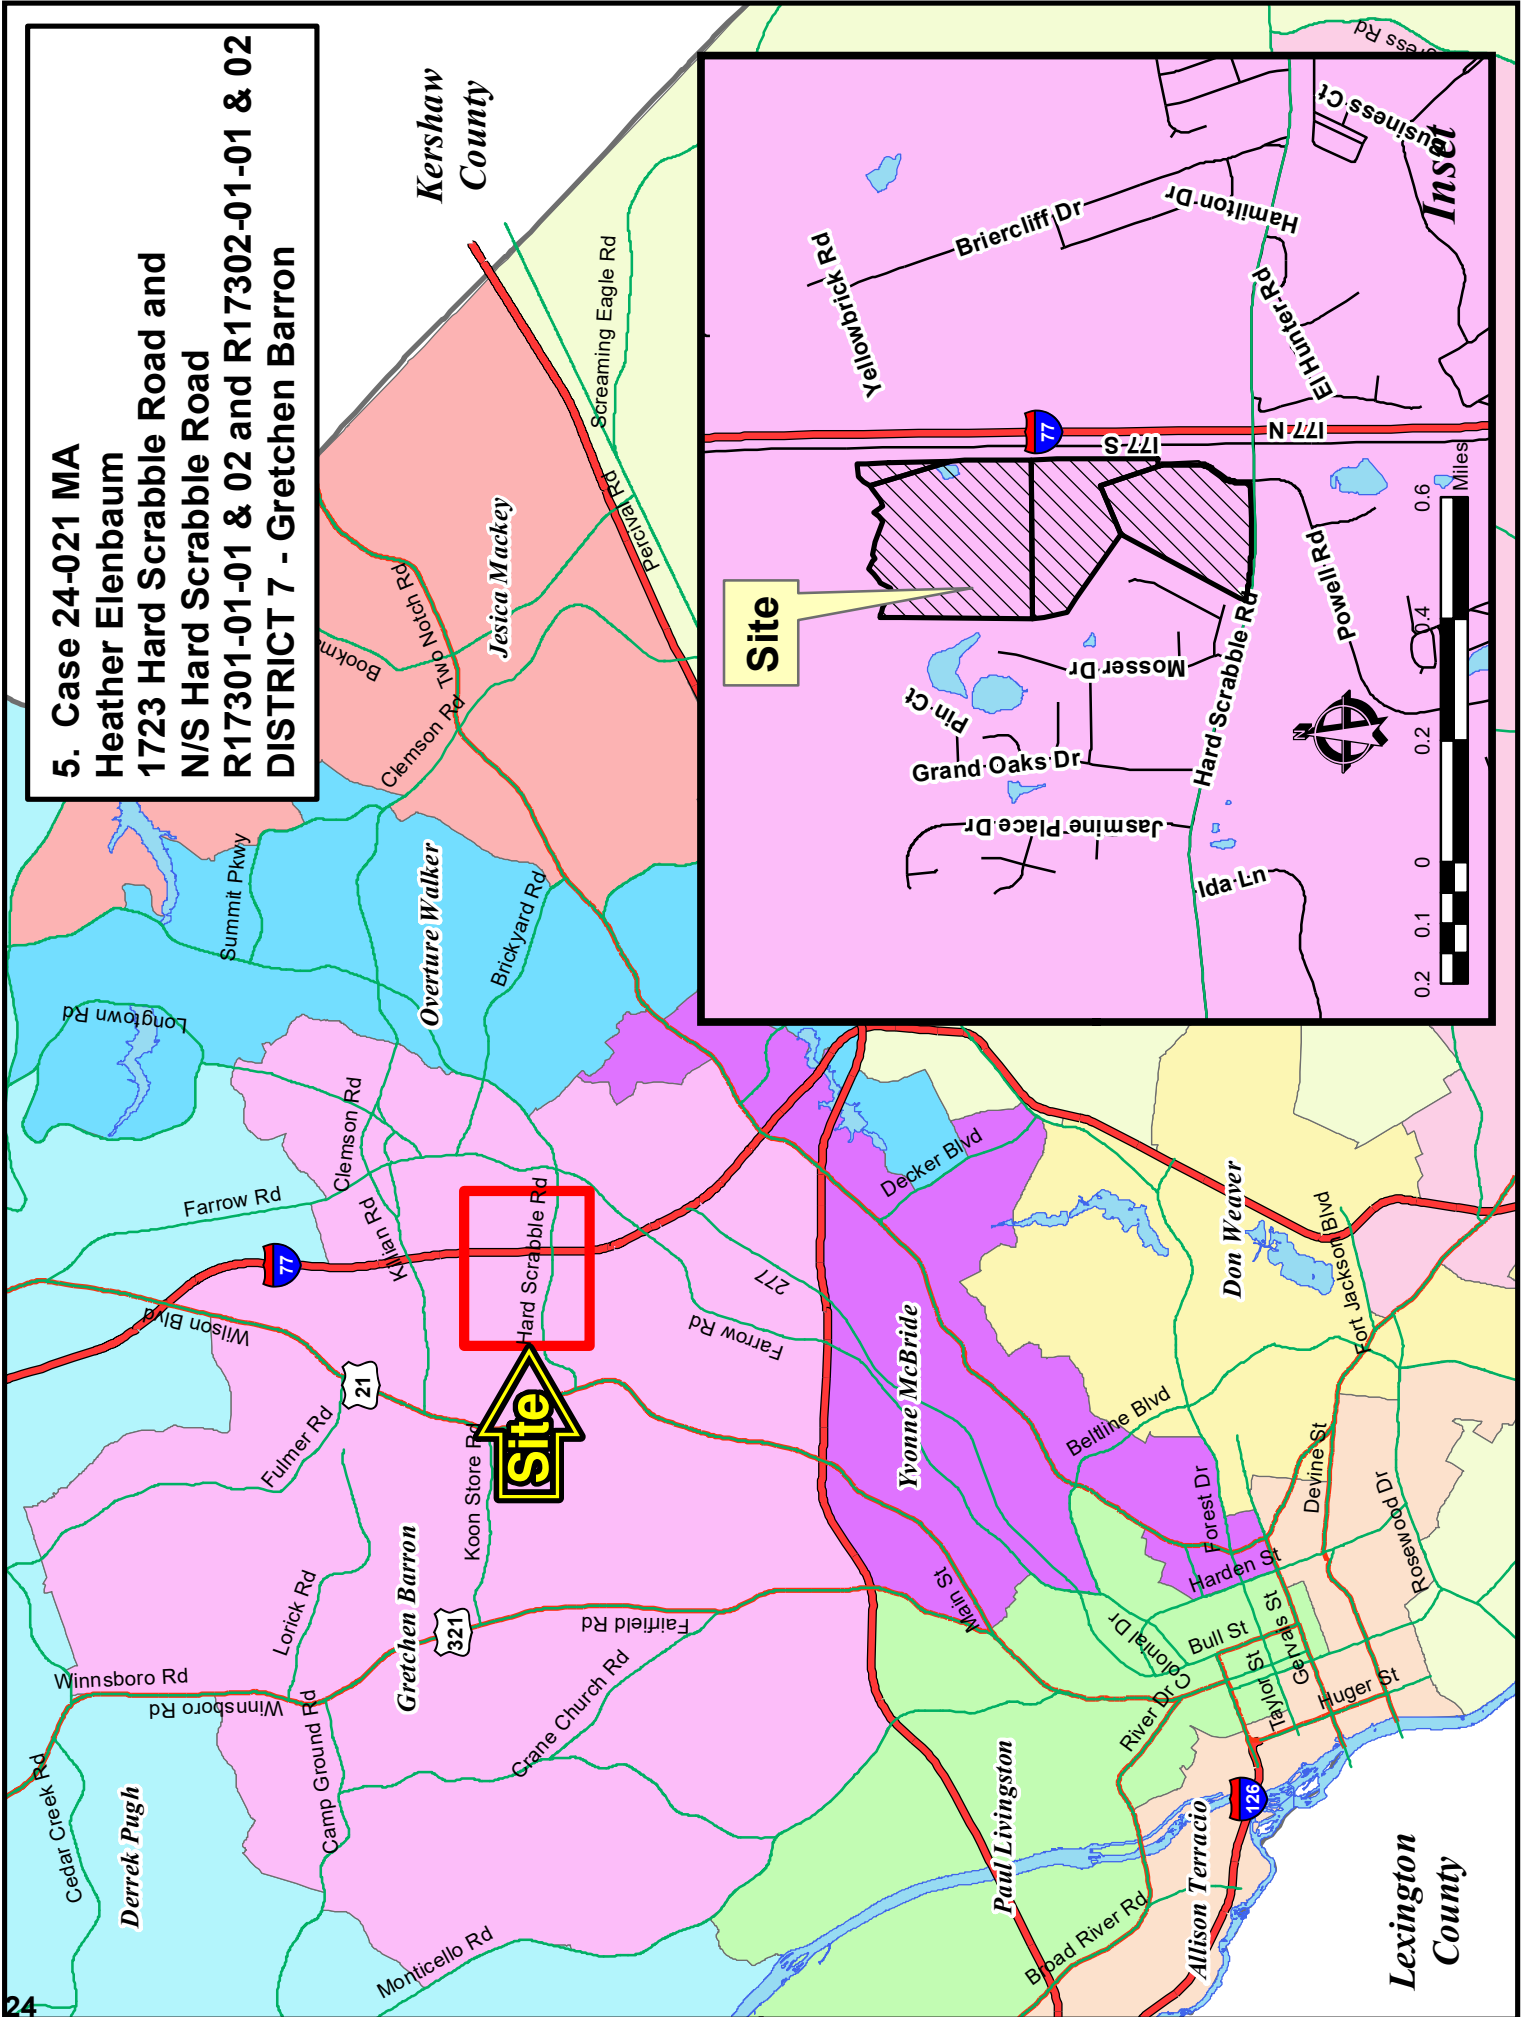 5. Case 24-021 MA
Heather Elenbaum
1723 Hard Scrabble Road and
N/S Hard Scrabble Road
R17301-01-01 & 02 and R17302-01-01 & 02
DISTRICT 7 - Gretchen Barron
Kershaw
County
Screaming Eagle Rd
Percival Rd
Jesica Mackey
Two Notch Rd
Clemson Rd
Summit Pkwy
Overture Walker
Brickyard Rd
Longtown Rd
Clemson Rd
Farrow Rd
Killian Rd
Hard Scrabble Rd
77
Wilson Blvd
277
Farrow Rd
21
Fulmer Rd
Koon Store Rd
Site
Gretchen Barron
Lorick Rd
321
Fairfield Rd
Winnsboro Rd
Winnsboro Rd
Camp Ground Rd
Crane Church Rd
Cedar Creek Rd
Derrek Pugh
Monticello Rd
Yvonne McBride
Decker Blvd
Don Weaver
Fort Jackson Blvd
Beltline Blvd
Forest Dr
Devine St
Rosewood Dr
Harden St
Main St
Colonial Dr
Bull St
Gervais St
Taylor St
Huger St
River Dr
Paul Livingston
Broad River Rd
Allison Terracio
126
Lexington
County
Inset
Site
Yellowbrick Rd
Briercliff Dr
Hamilton Dr
Business Ct
El Hunter Rd
77
I77 S
I77 N
Powell Rd
Hard Scrabble Rd
Mosser Dr
Pin Ct
Grand Oaks Dr
Jasmine Place Dr
Ida Ln
N
0.2 0.1 0 0.2 0.4 0.6
Miles
24